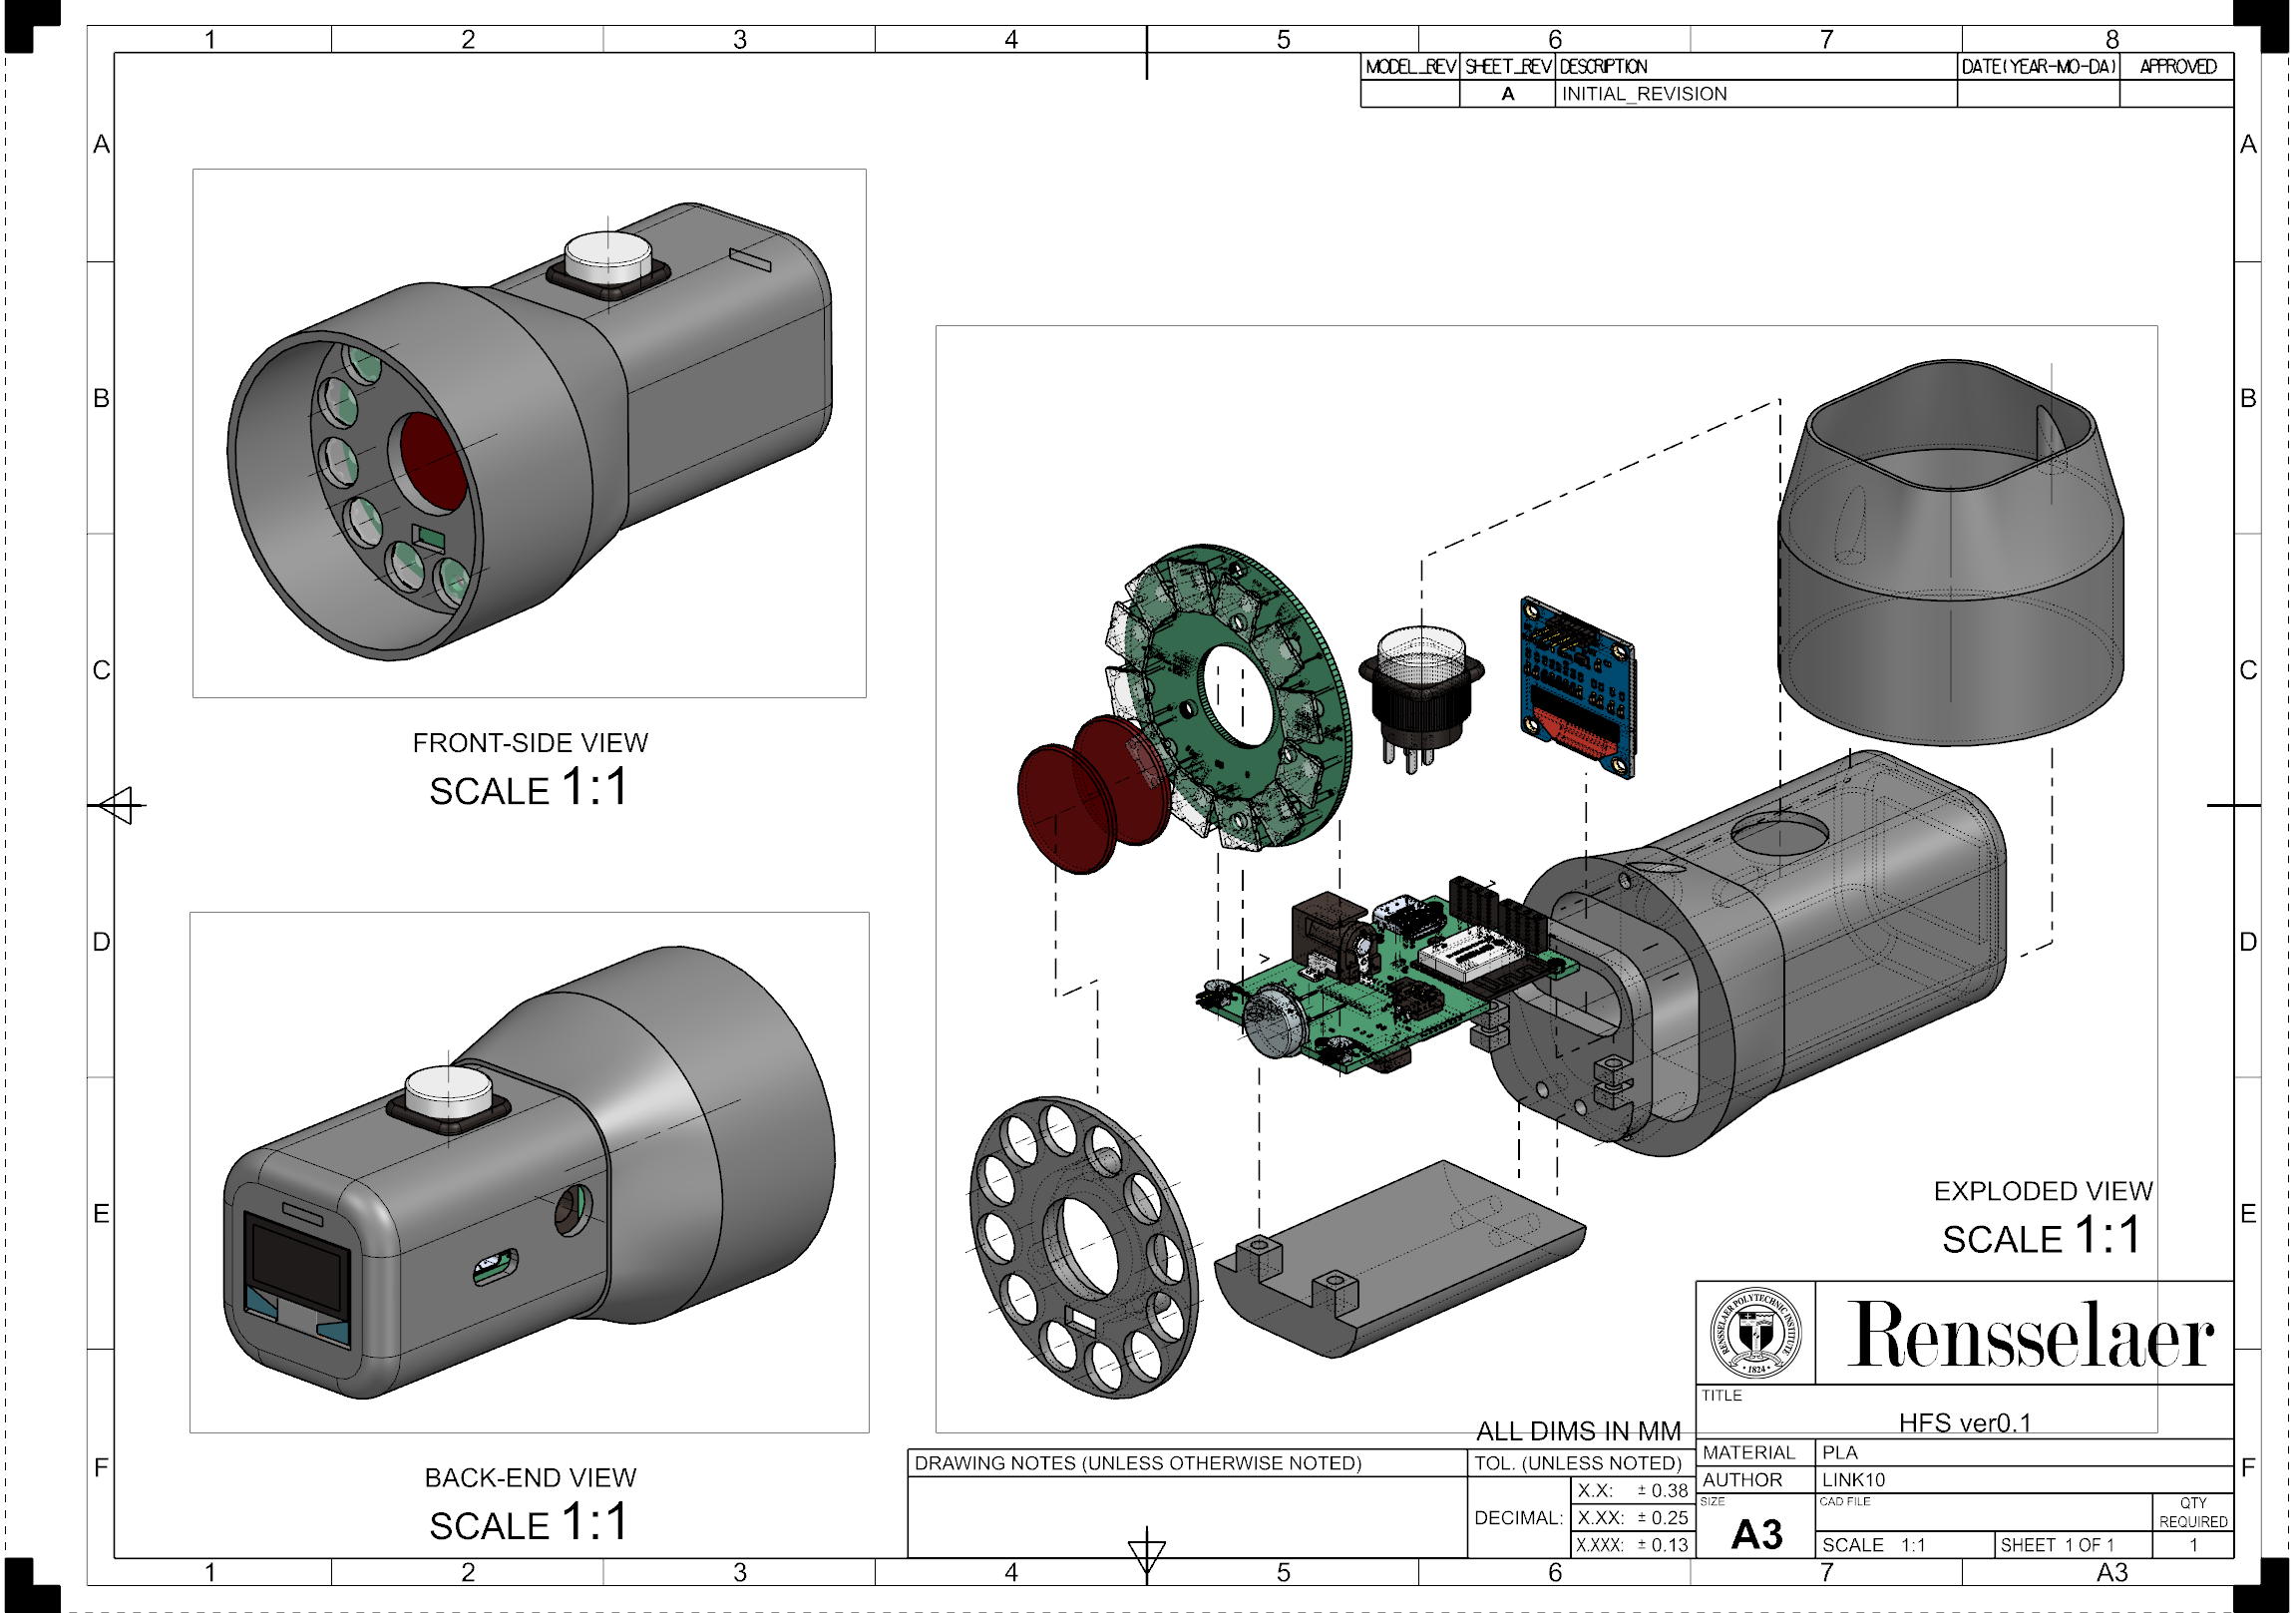 1 2 3 4 5 6 7 8
MODEL_REV SHEET_REV DESCRIPTION DATE(YEAR-MO-DA) APPROVED
A INITIAL_REVISION
A A
B B
C C
FRONT-SIDE VIEW
SCALE 1:1
D D
E E
EXPLODED VIEW
SCALE 1:1
RENSSELAER POLYTECHNIC INSTITUTE
1824
Rensselaer
TITLE
HFS ver0.1
ALL DIMS IN MM
MATERIAL PLA
DRAWING NOTES (UNLESS OTHERWISE NOTED) TOL. (UNLESS NOTED)
F F
AUTHOR LINK10
BACK-END VIEW
SCALE 1:1
DECIMAL:
X.X: ± 0.38
X.XX: ± 0.25
X.XXX: ± 0.13
SIZE
A3
CAD FILE
QTY
REQUIRED
SCALE 1:1 SHEET 1 OF 1 1
1 2 3 4 5 6 7 A3